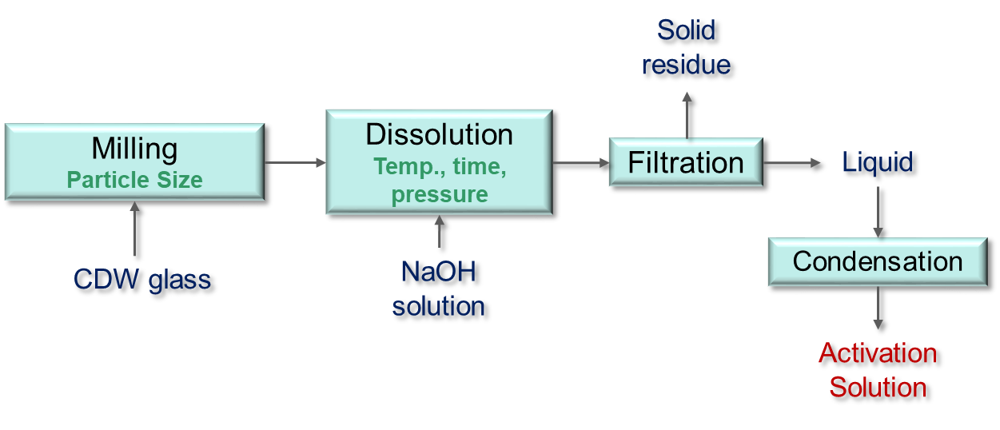 Solid
residue
Milling
Particle Size
Dissolution
Temp., time,
pressure
Filtration
Liquid
CDW glass
NaOH
solution
Condensation
Activation
Solution